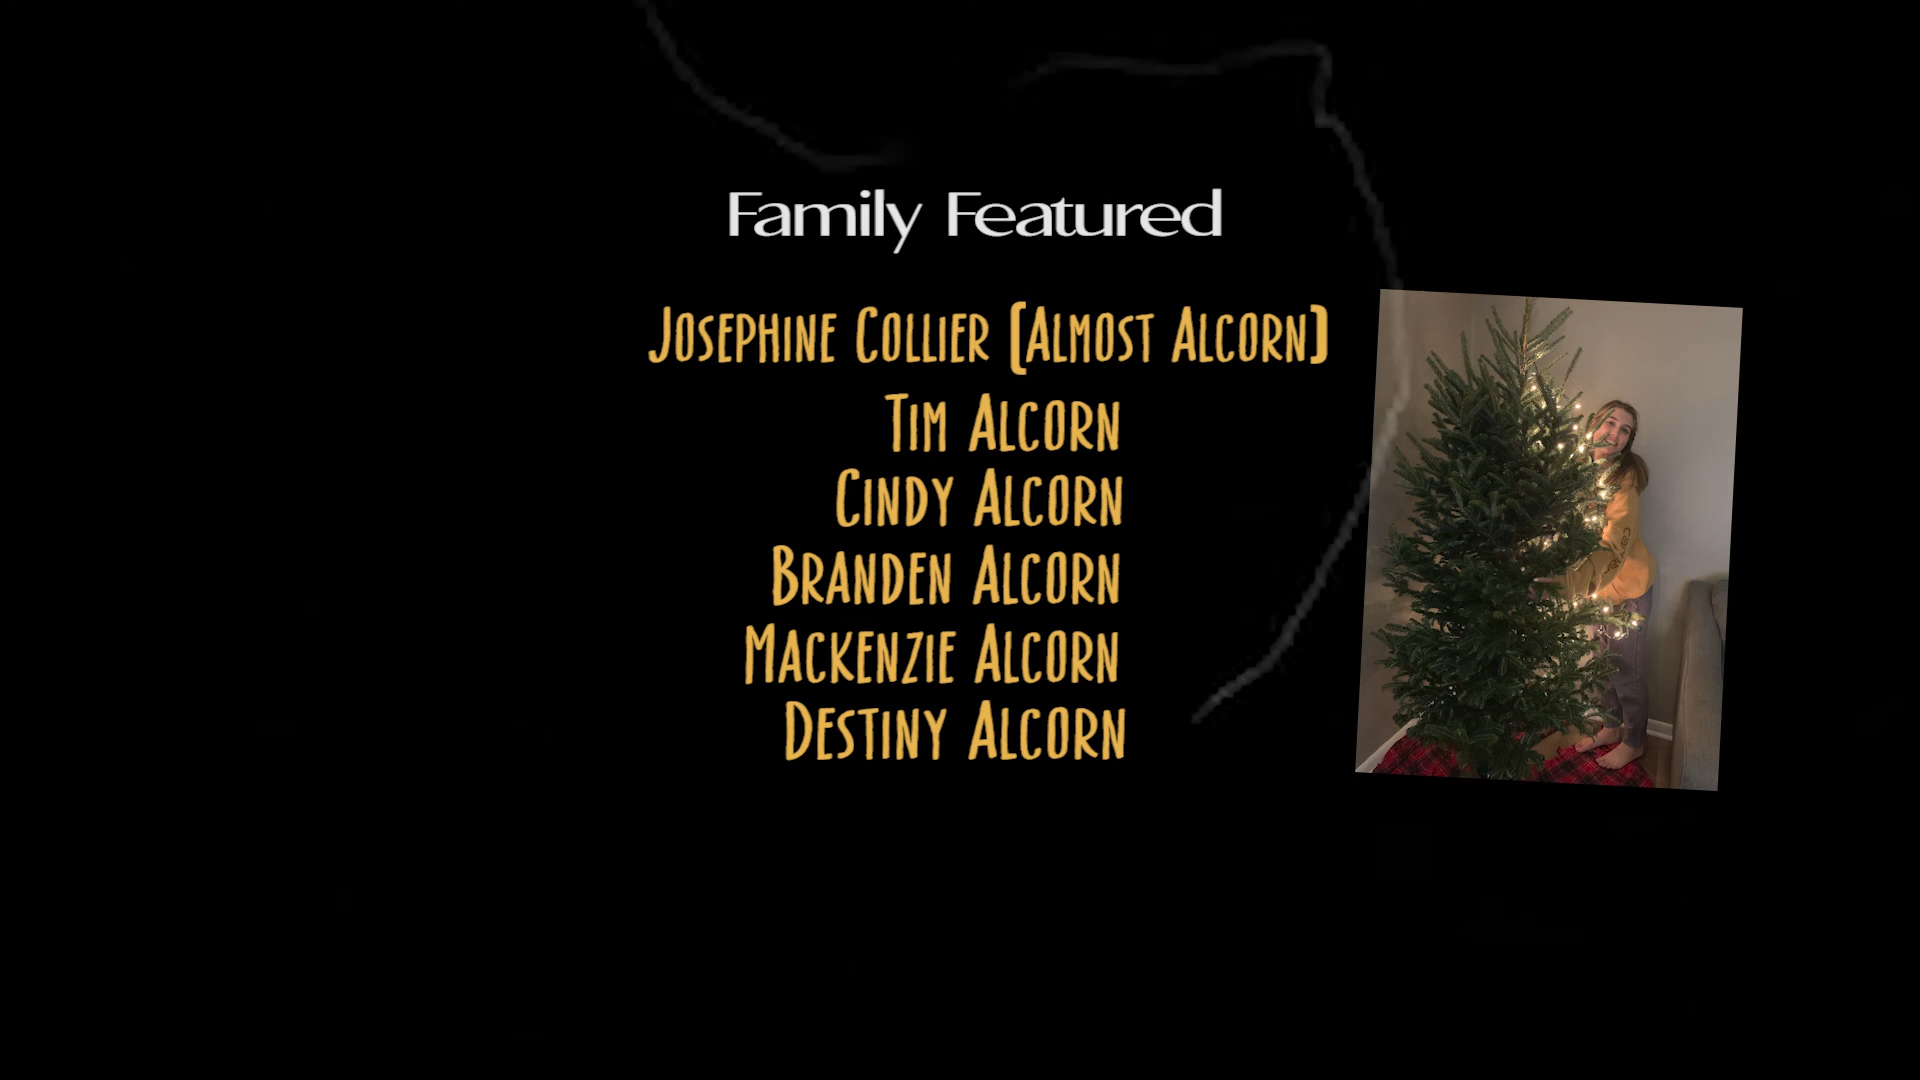 Family Featured
Josephine Collier (Almost Alcorn)
Tim Alcorn
Cindy Alcorn
Branden Alcorn
Mackenzie Alcorn
Destiny Alcorn